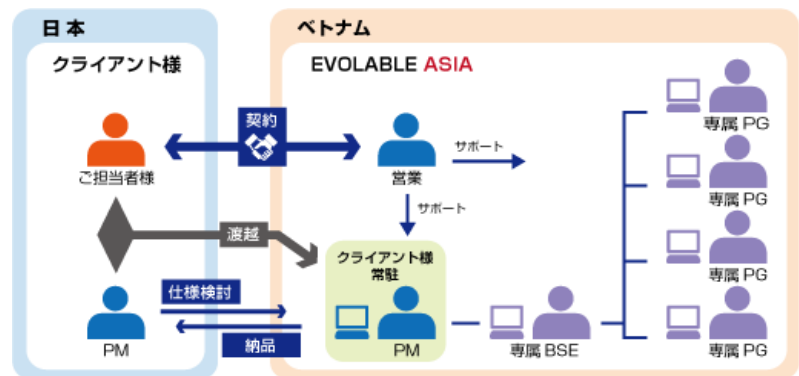 日本
クライアント様
ご担当者様
PM
契約
渡越
仕様検討
納品
ベトナム
EVOLABLE ASIA
営業
サポート
サポート
クライアント様
常駐
PM
専属 BSE
専属 PG
専属 PG
専属 PG
専属 PG